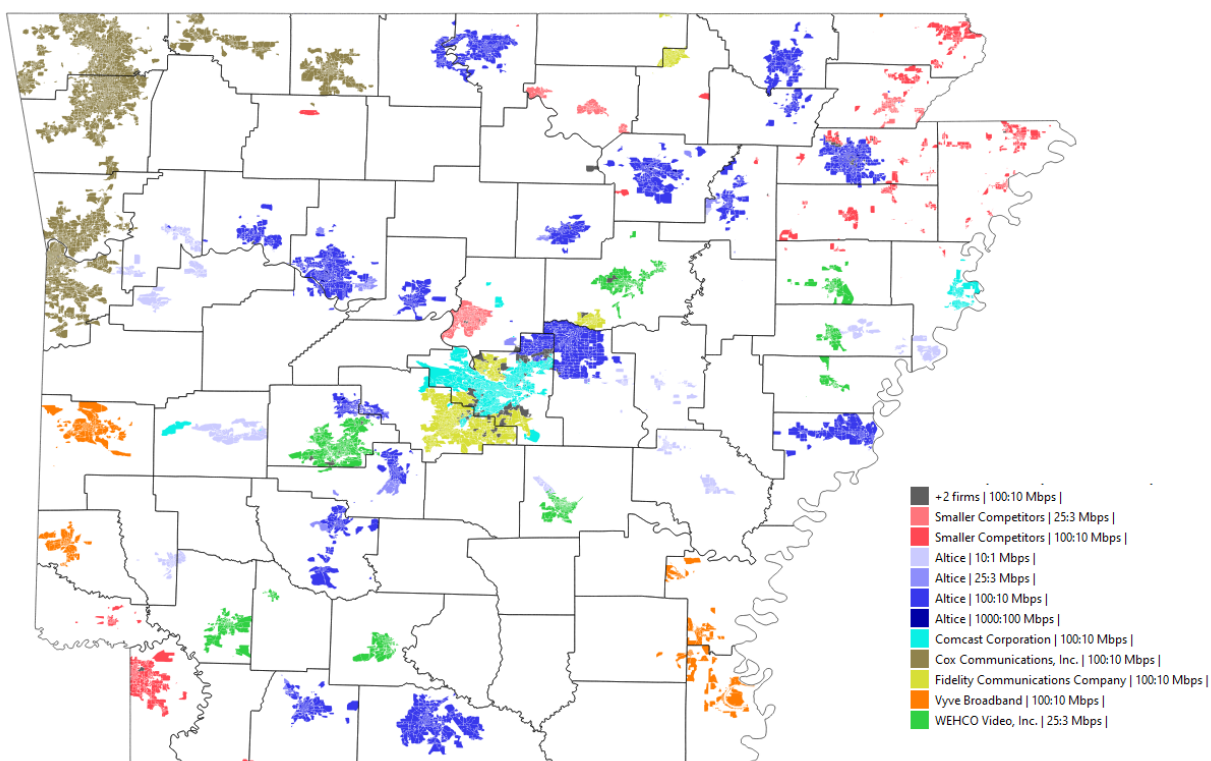 +2 firms | 100:10 Mbps |
Smaller Competitors | 25:3 Mbps |
Smaller Competitors | 100:10 Mbps |
Altice | 10:1 Mbps |
Altice | 25:3 Mbps |
Altice | 100:10 Mbps |
Altice | 1000:100 Mbps |
Comcast Corporation | 100:10 Mbps |
Cox Communications, Inc. | 100:10 Mbps |
Fidelity Communications Company | 100:10 Mbps |
Vyve Broadband | 100:10 Mbps |
WEHCO Video, Inc. | 25:3 Mbps |